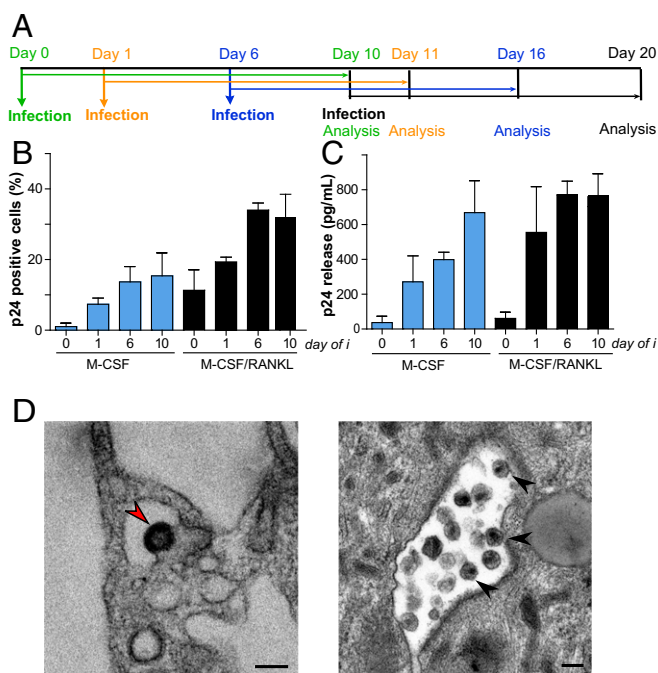 A
Day 0 Day 1 Day 6 Day 10 Day 11 Day 16 Day 20
Infection Infection Infection Infection
Analysis Analysis Analysis Analysis
B
p24 positive cells (%)
40
20
0
0 1 6 10 0 1 6 10 day of i
M-CSF M-CSF/RANKL
C
p24 release (pg/mL)
800
600
400
200
0
0 1 6 10 0 1 6 10 day of i
M-CSF M-CSF/RANKL
D